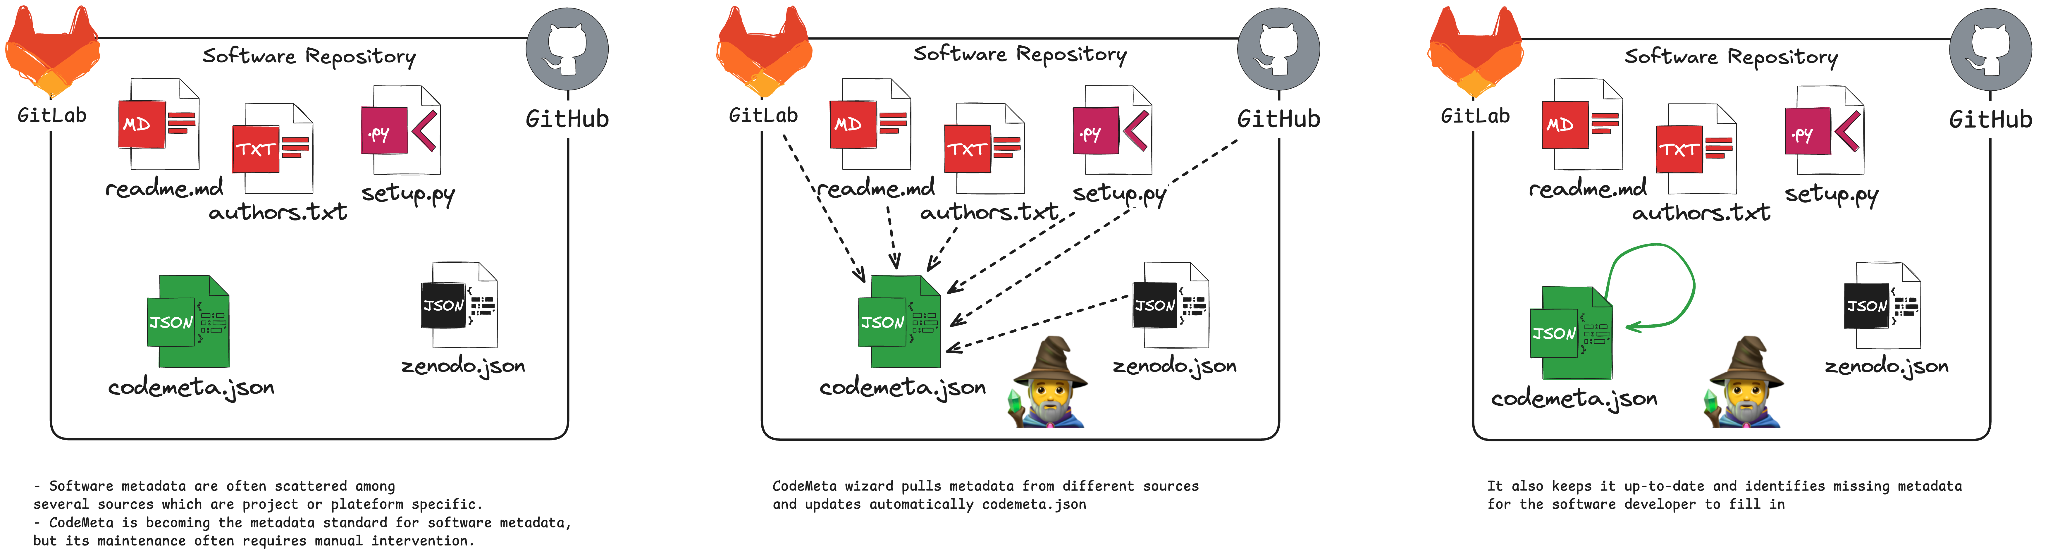 Software Repository
GitLab
GitHub
MD
TXT
.py
readme.md
authors.txt
setup.py
JSON
JSON
codemeta.json
zenodo.json
- Software metadata are often scattered among
several sources which are project or plateform specific.
- CodeMeta is becoming the metadata standard for software metadata,
but its maintenance often requires manual intervention.
Software Repository
GitLab
GitHub
MD
TXT
.py
readme.md
authors.txt
setup.py
JSON
JSON
codemeta.json
zenodo.json
CodeMeta wizard pulls metadata from different sources
and updates automatically codemeta.json
Software Repository
GitLab
GitHub
MD
TXT
.py
readme.md
authors.txt
setup.py
JSON
JSON
codemeta.json
zenodo.json
It also keeps it up-to-date and identifies missing metadata
for the software developer to fill in